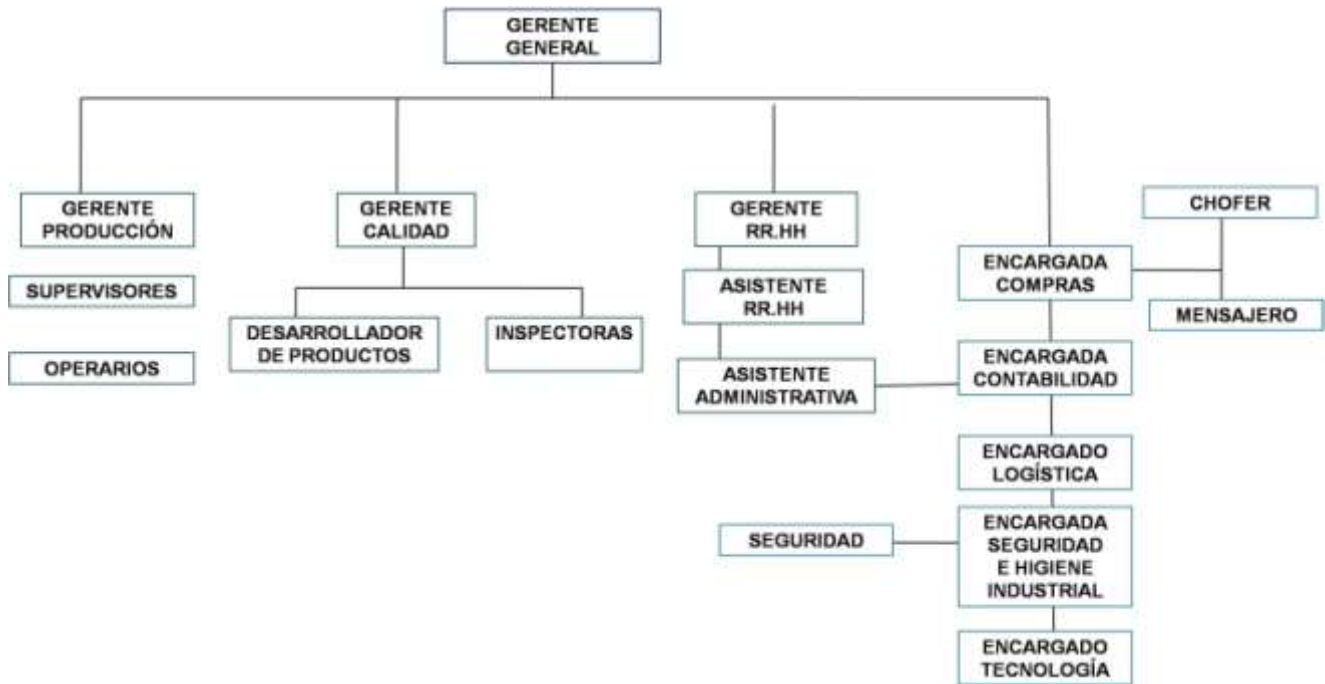 GERENTE
GENERAL
GERENTE
PRODUCCIÓN
SUPERVISORES
OPERARIOS
GERENTE
CALIDAD
DESARROLLADOR
DE PRODUCTOS
INSPECTORAS
GERENTE
RR.HH
ASISTENTE
RR.HH
ASISTENTE
ADMINISTRATIVA
ENCARGADA
COMPRAS
CHOFER
MENSAJERO
ENCARGADA
CONTABILIDAD
ENCARGADO
LOGÍSTICA
ENCARGADA
SEGURIDAD
E HIGIENE
INDUSTRIAL
SEGURIDAD
ENCARGADO
TECNOLOGÍA